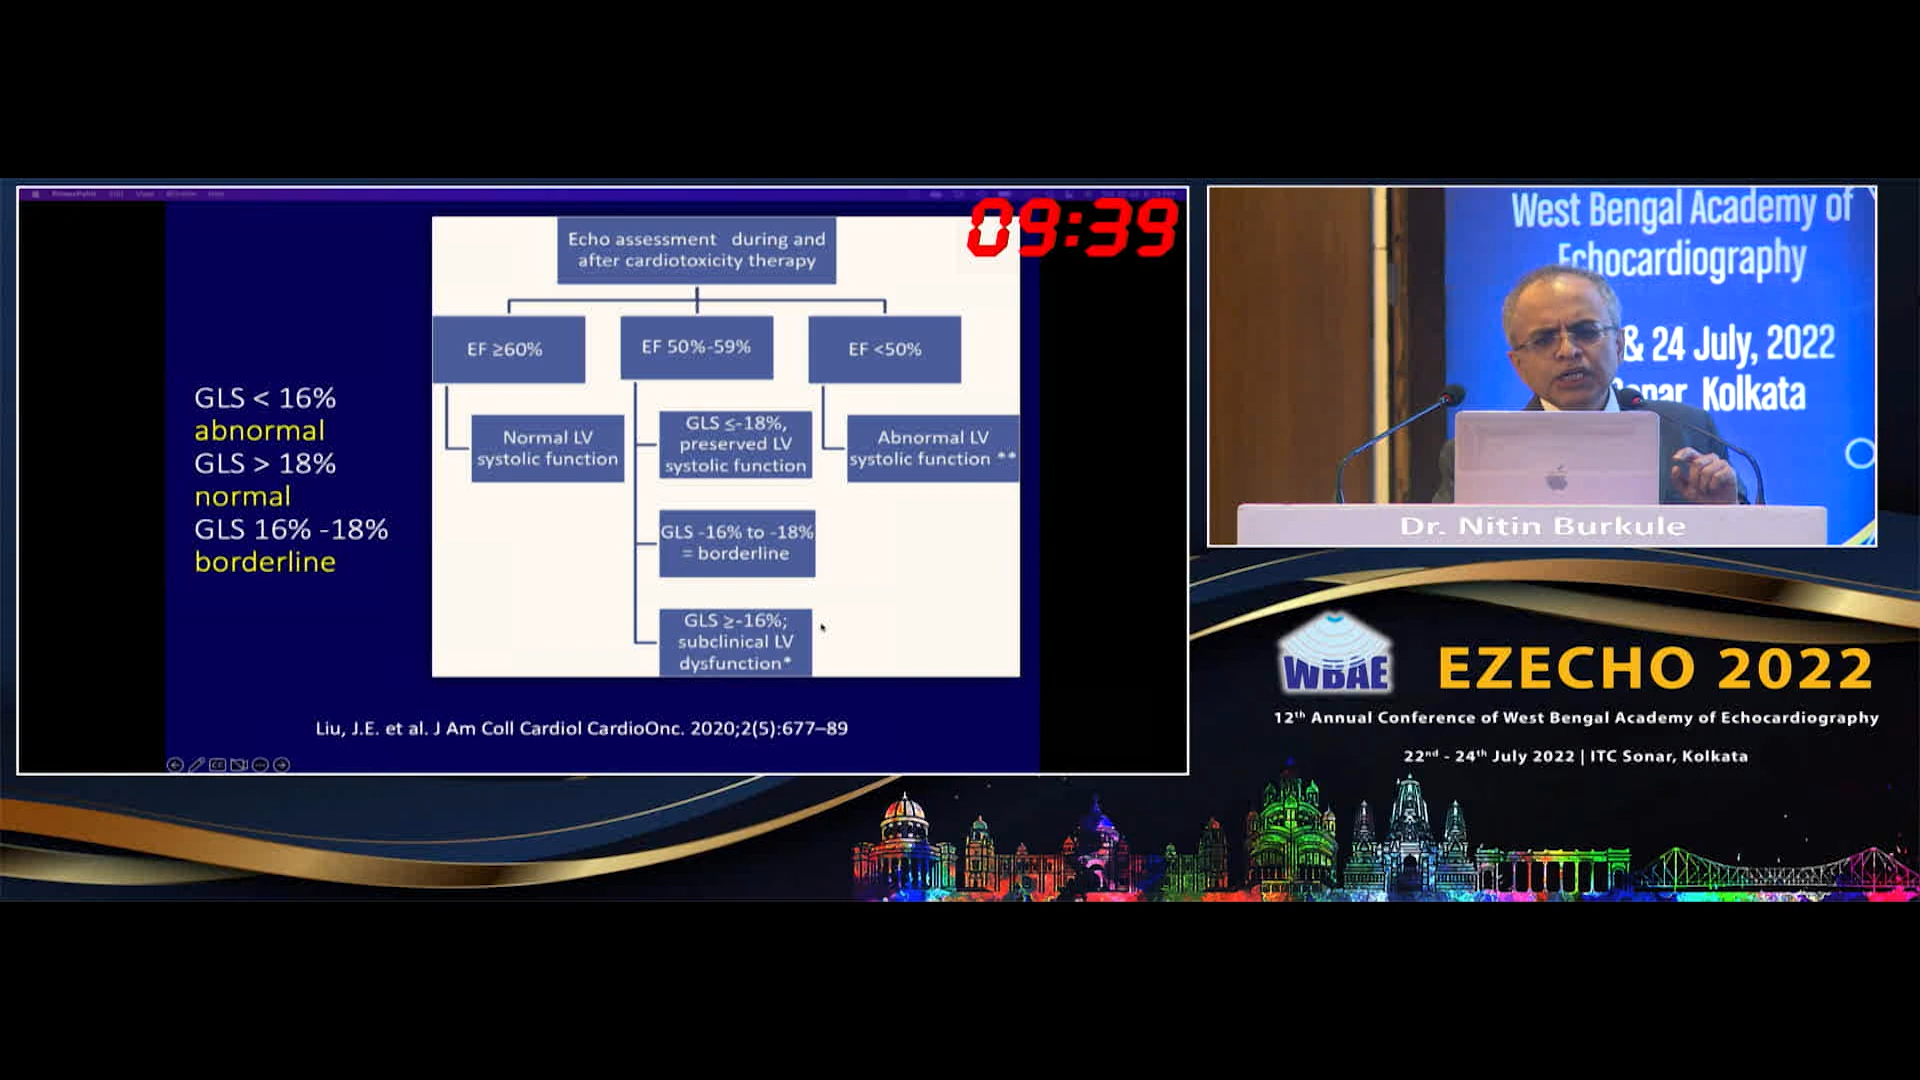 09:39
Echo assessment during and
after cardiotoxicity therapy
EF ≥60%
EF 50%-59%
EF <50%
Normal LV
systolic function
GLS ≤-18%,
preserved LV
systolic function
Abnormal LV
systolic function **
GLS -16% to -18%
= borderline
GLS ≥-16%;
subclinical LV
dysfunction*
GLS < 16%
abnormal
GLS > 18%
normal
GLS 16% -18%
borderline
Liu, J.E. et al. J Am Coll Cardiol CardioOnc. 2020;2(5):677–89
West Bengal Academy of
Echocardiography
& 24 July, 2022
Sonar, Kolkata
Dr. Nitin Burkule
WBAE
EZECHO 2022
12th Annual Conference of West Bengal Academy of Echocardiography
22nd - 24th July 2022 | ITC Sonar, Kolkata